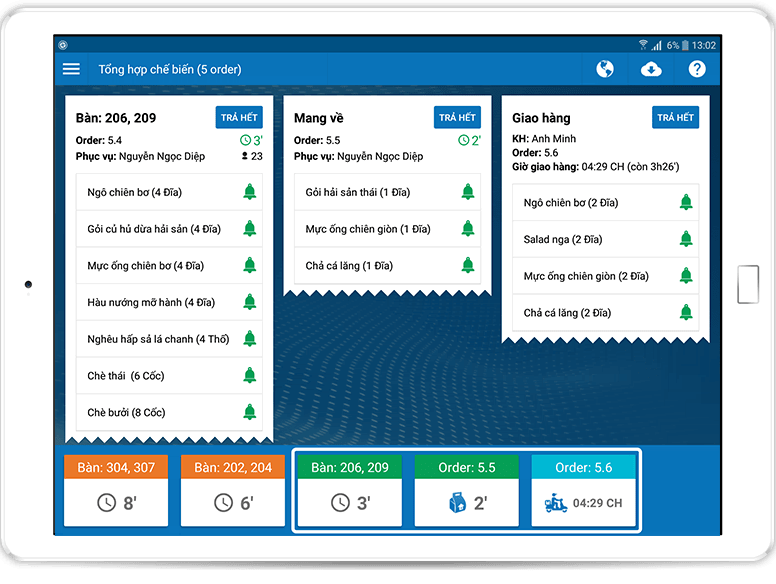 6% 13:02
Tổng hợp chế biến (5 order)
Bàn: 206, 209
TRẢ HẾT
Order: 5.4
3'
Phục vụ: Nguyễn Ngọc Diệp
23
Ngô chiên bơ (4 Đĩa)
Gỏi củ hủ dừa hải sản (4 Đĩa)
Mực ống chiên bơ (4 Đĩa)
Hàu nướng mỡ hành (4 Đĩa)
Nghêu hấp sả lá chanh (4 Thố)
Chè thái (6 Cốc)
Chè bưởi (8 Cốc)
Mang về
TRẢ HẾT
Order: 5.5
2'
Phục vụ: Nguyễn Ngọc Diệp
Gỏi hải sản thái (1 Đĩa)
Mực ống chiên giòn (1 Đĩa)
Chả cá lăng (1 Đĩa)
Giao hàng
TRẢ HẾT
KH: Anh Minh
Order: 5.6
Giờ giao hàng: 04:29 CH (còn 3h26')
Ngô chiên bơ (2 Đĩa)
Salad nga (2 Đĩa)
Mực ống chiên giòn (2 Đĩa)
Chả cá lăng (2 Đĩa)
Bàn: 304, 307
8'
Bàn: 202, 204
6'
Bàn: 206, 209
3'
Order: 5.5
2'
Order: 5.6
04:29 CH